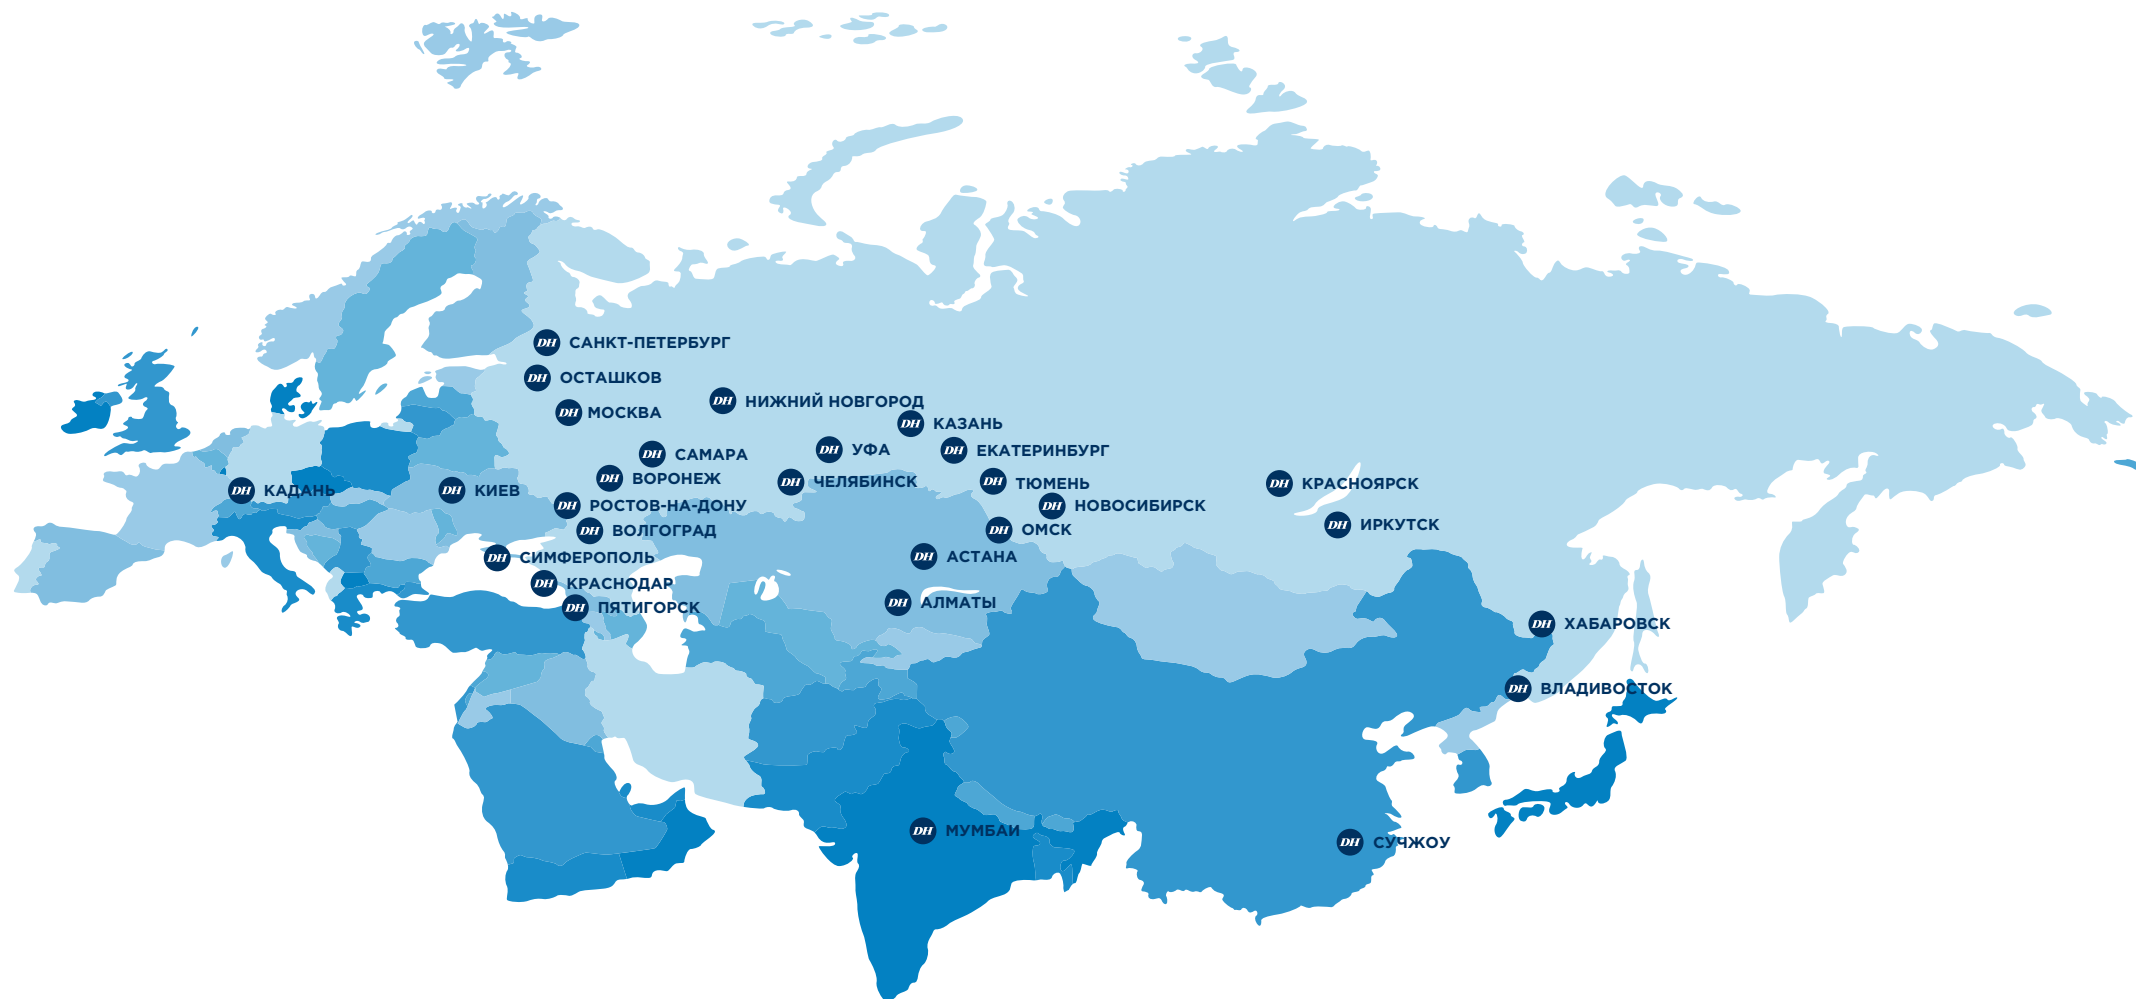 DH САНКТ-ПЕТЕРБУРГ
DH ОСТАШКОВ
DH НИЖНИЙ НОВГОРОД
DH МОСКВА
DH КАЗАНЬ
DH УФА
DH ЕКАТЕРИНБУРГ
DH САМАРА
DH ВОРОНЕЖ
DH ЧЕЛЯБИНСК
DH ТЮМЕНЬ
DH КРАСНОЯРСК
DH КАДАНЬ
DH КИЕВ
DH РОСТОВ-НА-ДОНУ
DH НОВОСИБИРСК
DH ВОЛГОГРАД
DH ОМСК
DH ИРКУТСК
DH СИМФЕРОПОЛЬ
DH АСТАНА
DH КРАСНОДАР
DH АЛМАТЫ
DH ПЯТИГОРСК
DH ХАБАРОВСК
DH ВЛАДИВОСТОК
DH МУМБАИ
DH СУЧЖОУ